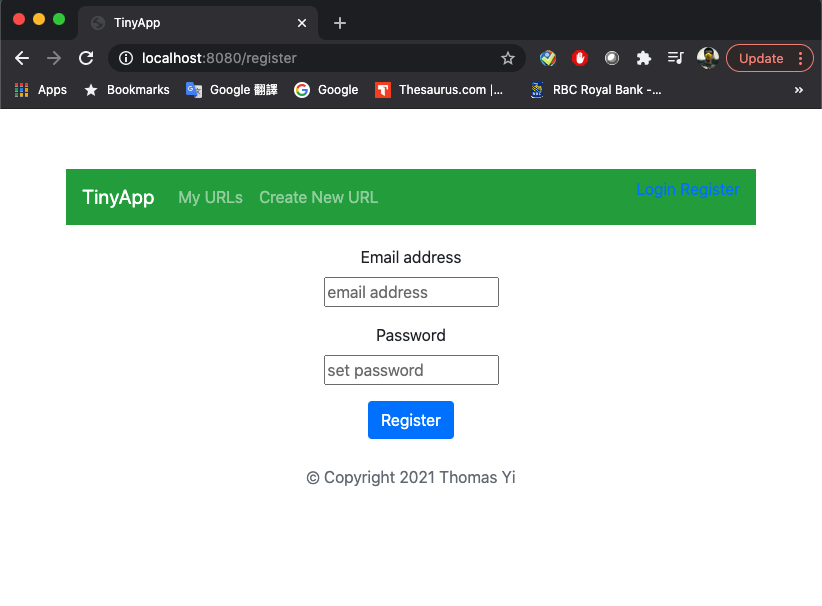 TinyApp
localhost:8080/register
Update
Apps Bookmarks Google 翻譯 Google Thesaurus.com |... RBC Royal Bank -... »
TinyApp My URLs Create New URL Login Register
Email address
email address
Password
set password
Register
© Copyright 2021 Thomas Yi